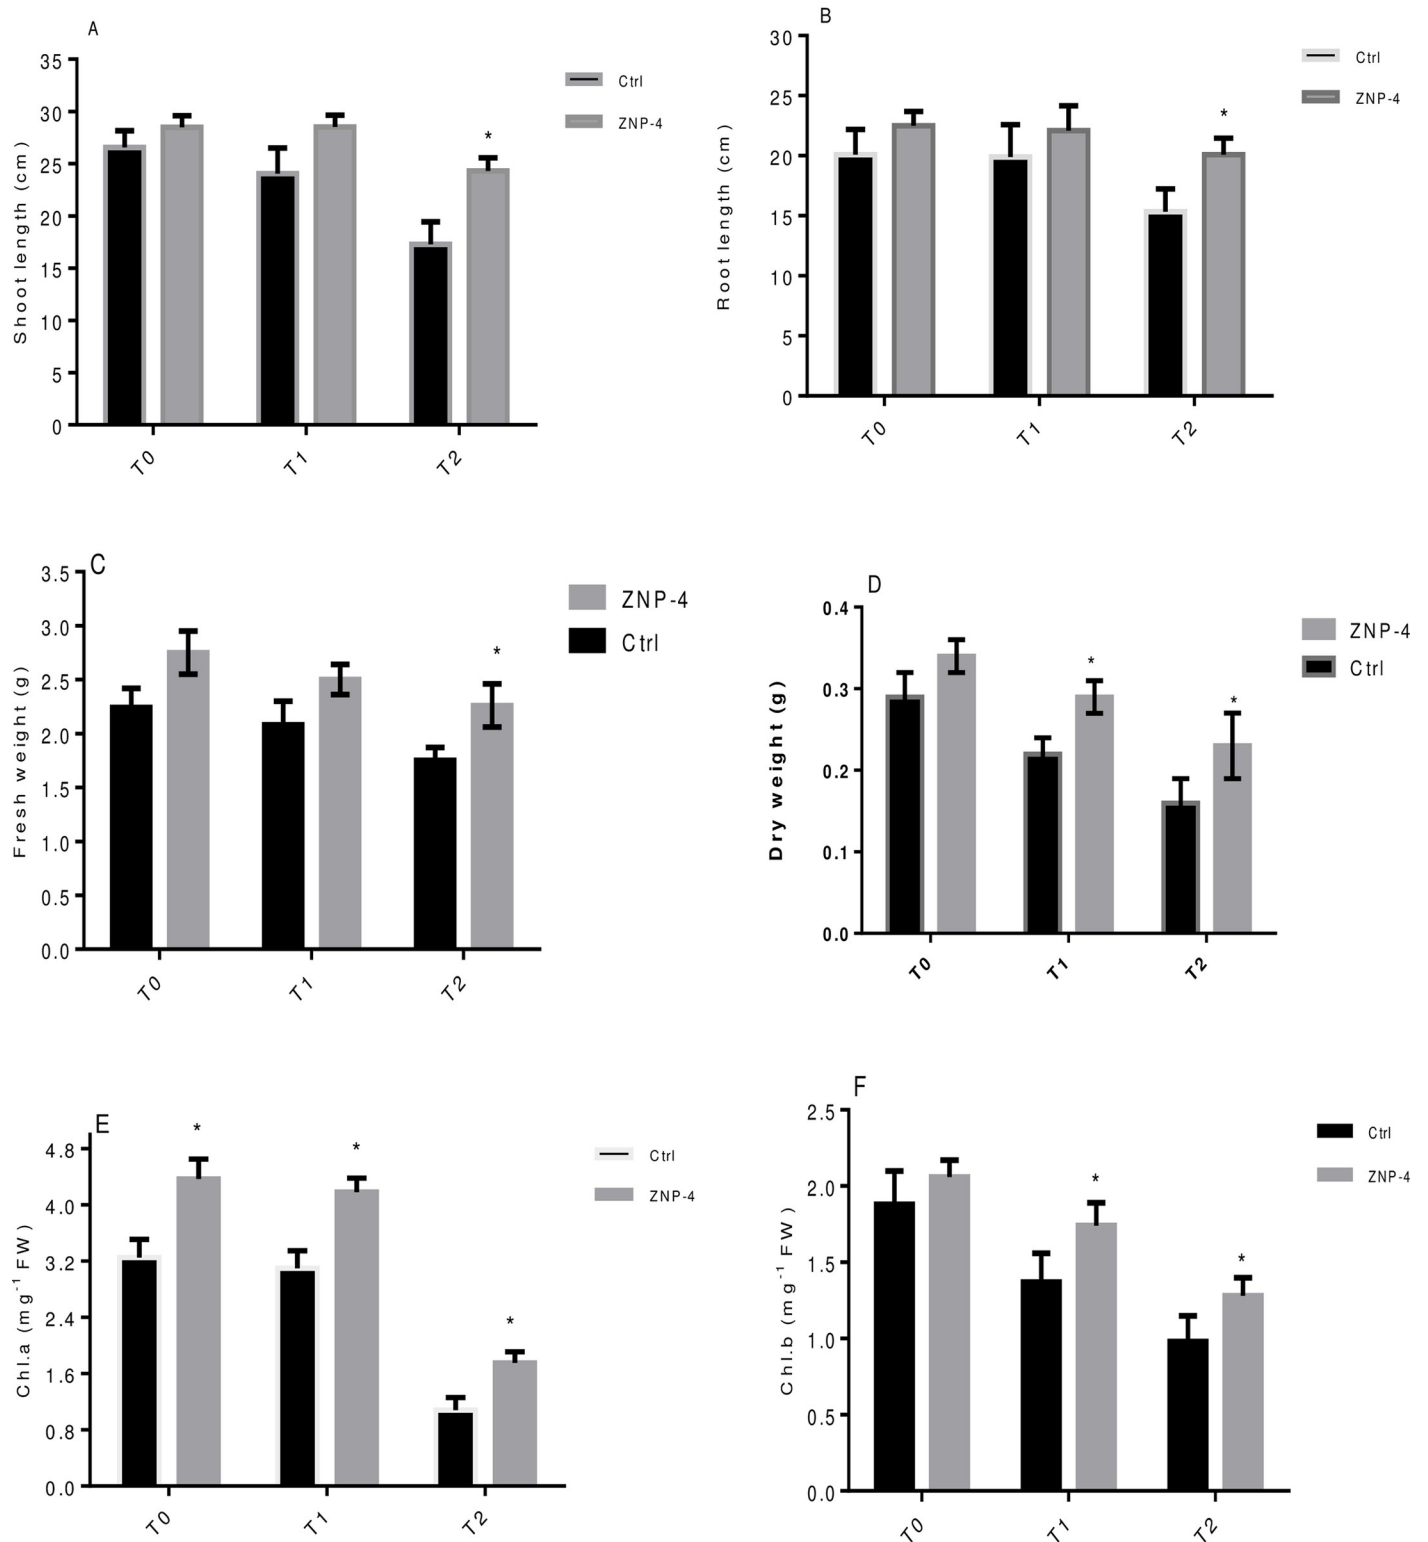 A
Shoot length (cm)
35
30
25
20
15
10
5
0
*
T0
T1
T2
Ctrl
ZNP-4
B
Root length (cm)
30
25
20
15
10
5
0
*
T0
T1
T2
Ctrl
ZNP-4
C
Fresh weight (g)
3.5
3.0
2.5
2.0
1.5
1.0
0.5
0.0
*
T0
T1
T2
ZNP-4
Ctrl
D
Dry weight (g)
0.4
0.3
0.2
0.1
0.0
*
*
T0
T1
T2
ZNP-4
Ctrl
E
Chl.a (mg⁻¹ FW)
4.8
4.0
3.2
2.4
1.6
0.8
0.0
*
*
*
T0
T1
T2
Ctrl
ZNP-4
F
Chl.b (mg⁻¹ FW)
2.5
2.0
1.5
1.0
0.5
0.0
*
*
T0
T1
T2
Ctrl
ZNP-4